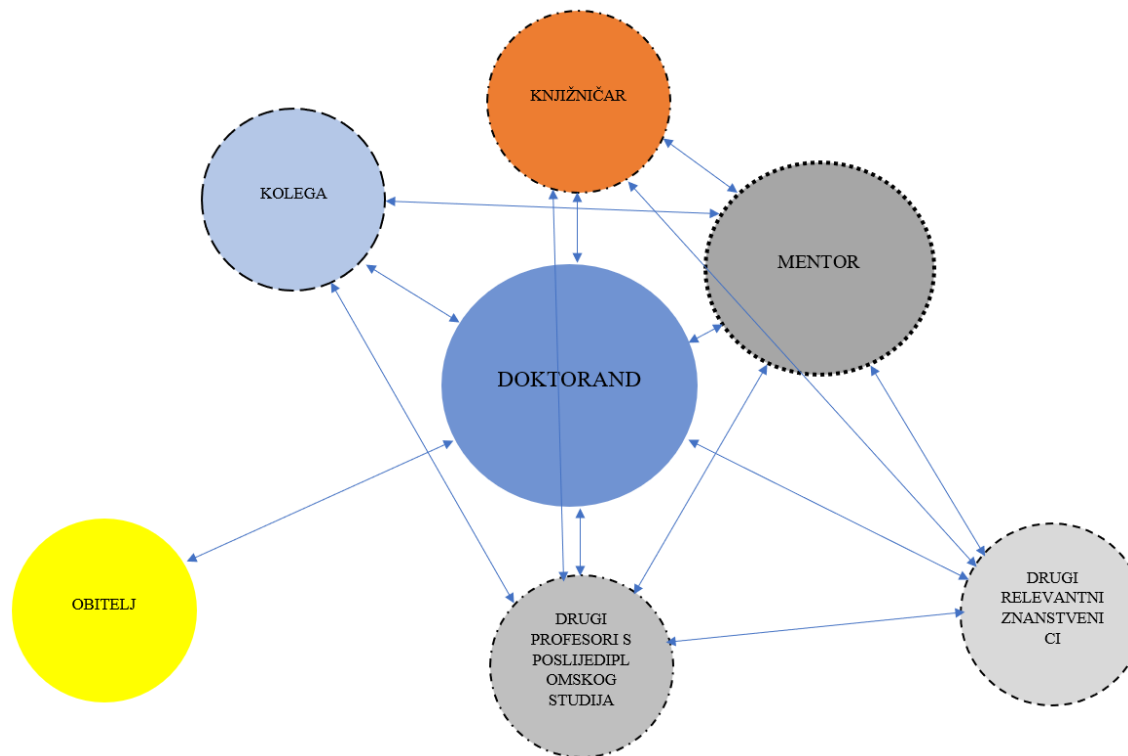 KNJIŽNIČAR
KOLEGA
MENTOR
DOKTORAND
OBITELJ
DRUGI
PROFESORI S
POSLIJEDIPL
OMSKOG
STUDIJA
DRUGI
RELEVANTNI
ZNANSTVENI
CI